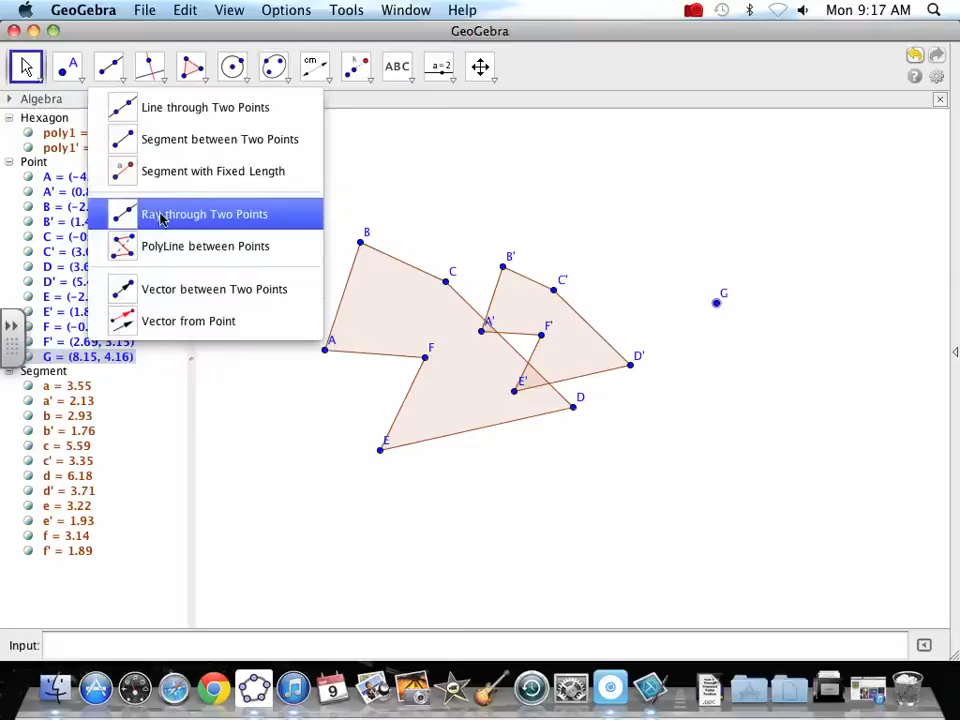 GeoGebra File Edit View Options Tools Window Help Mon 9:17 AM
GeoGebra
A cm k ABC a=2
Algebra
Hexagon
poly1 =
poly1' =
Point
A = (-4.
A' = (0.8
B = (-2.
B' = (1.4
C = (-0
C' = (3.0
D = (3.6
D' = (5.4
E = (-2.
E' = (1.8
F = (-0.
F' = (2.69, 3.15)
G = (8.15, 4.16)
Segment
a = 3.55
a' = 2.13
b = 2.93
b' = 1.76
c = 5.59
c' = 3.35
d = 6.18
d' = 3.71
e = 3.22
e' = 1.93
f = 3.14
f' = 1.89
Line through Two Points
Segment between Two Points
a
Segment with Fixed Length
Ray through Two Points
PolyLine between Points
Vector between Two Points
Vector from Point
B
C
B'
C'
G
A
F
A'
F'
D'
E'
D
E
Input:
9